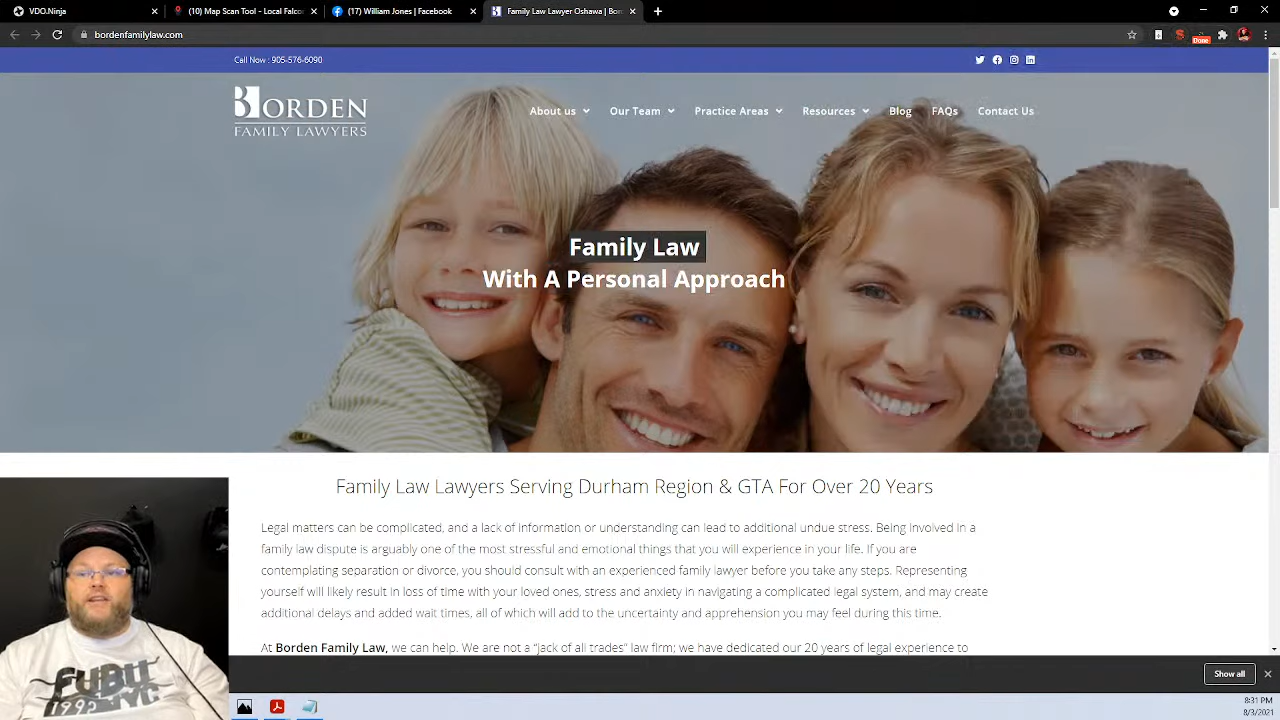 VDO.Ninja
(10) Map Scan Tool - Local Falco
(17) William Jones | Facebook
Family Law Lawyer Oshawa | Bor
bordenfamilylaw.com
Done
Call Now : 905-576-6090
BORDEN
FAMILY LAWYERS
About us
Our Team
Practice Areas
Resources
Blog
FAQs
Contact Us
Family Law
With A Personal Approach
Family Law Lawyers Serving Durham Region & GTA For Over 20 Years
Legal matters can be complicated, and a lack of information or understanding can lead to additional undue stress. Being involved in a
family law dispute is arguably one of the most stressful and emotional things that you will experience in your life. If you are
contemplating separation or divorce, you should consult with an experienced family lawyer before you take any steps. Representing
yourself will likely result in loss of time with your loved ones, stress and anxiety in navigating a complicated legal system, and may create
additional delays and added wait times, all of which will add to the uncertainty and apprehension you may feel during this time.
At Borden Family Law, we can help. We are not a "jack of all trades" law firm; we have dedicated our 20 years of legal experience to
Show all
FUBU
NYC
1992
8:31 PM
8/3/2021